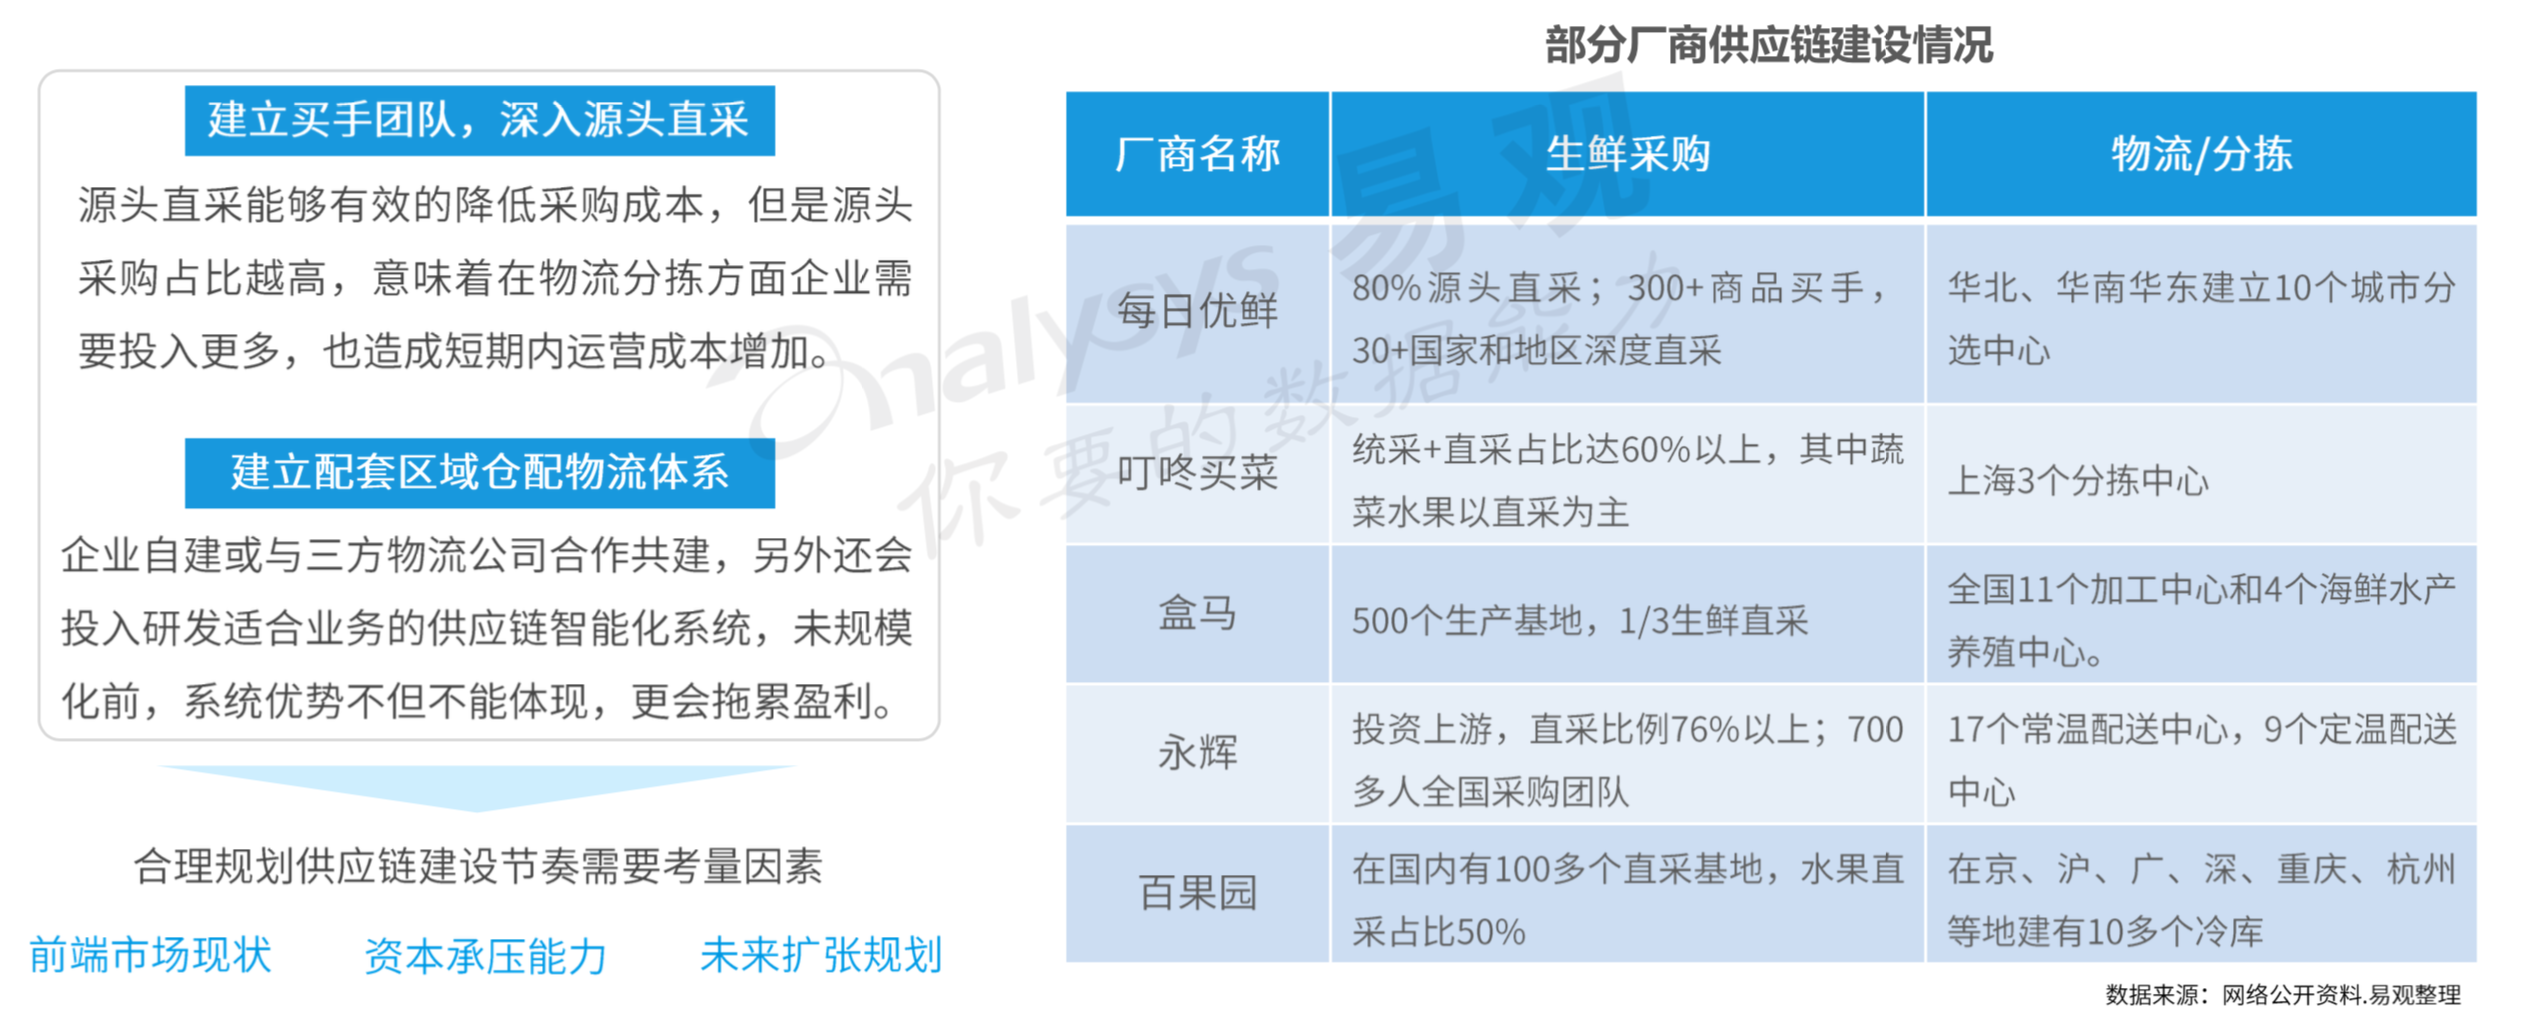 建立买手团队，深入源头直采
源头直采能够有效的降低采购成本，但是源头
采购占比越高，意味着在物流分拣方面企业需
要投入更多，也造成短期内运营成本增加。
建立配套区域仓配物流体系
企业自建或与三方物流公司合作共建，另外还会
投入研发适合业务的供应链智能化系统，未规模
化前，系统优势不但不能体现，更会拖累盈利。
合理规划供应链建设节奏需要考量因素
前端市场现状 资本承压能力 未来扩张规划
部分厂商供应链建设情况
厂商名称 生鲜采购 物流/分拣
每日优鲜
80%源头直采；300+商品买手，
30+国家和地区深度直采
华北、华南华东建立10个城市分
选中心
叮咚买菜
统采+直采占比达60%以上，其中蔬
菜水果以直采为主
上海3个分拣中心
盒马
500个生产基地，1/3生鲜直采
全国11个加工中心和4个海鲜水产
养殖中心。
永辉
投资上游，直采比例76%以上；700
多人全国采购团队
17个常温配送中心，9个定温配送
中心
百果园
在国内有100多个直采基地，水果直
采占比50%
在京、沪、广、深、重庆、杭州
等地建有10多个冷库
数据来源：网络公开资料.易观整理
analysys 易观
你要的数据能力